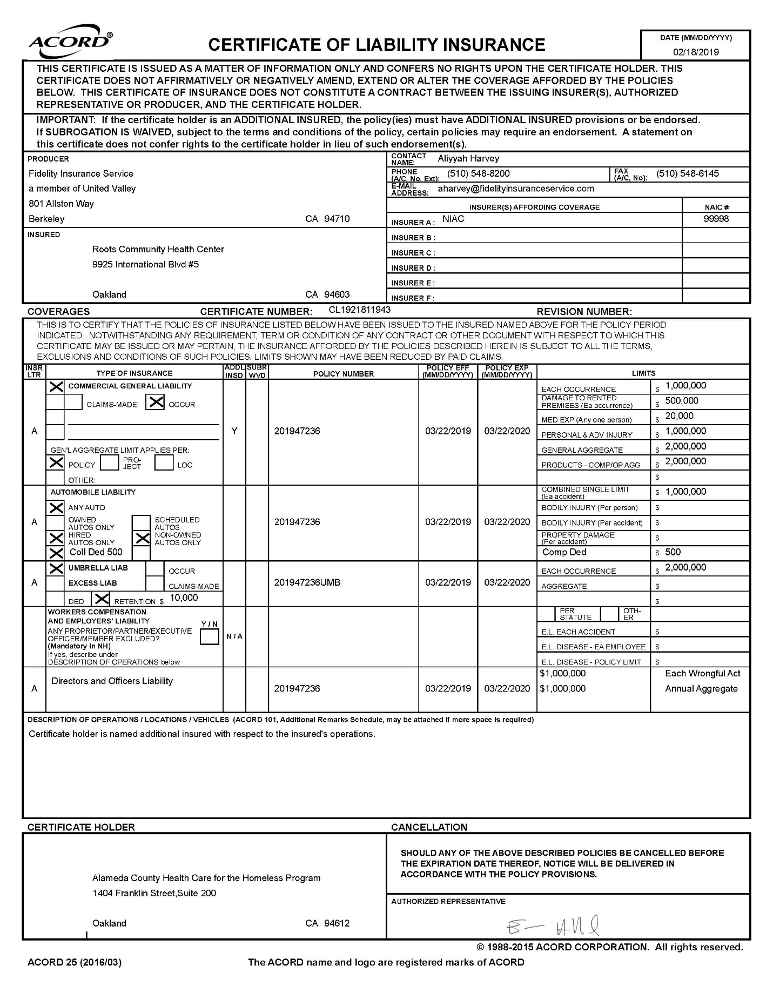 ACORD®
CERTIFICATE OF LIABILITY INSURANCE
DATE (MM/DD/YYYY)
02/18/2019
THIS CERTIFICATE IS ISSUED AS A MATTER OF INFORMATION ONLY AND CONFERS NO RIGHTS UPON THE CERTIFICATE HOLDER. THIS
CERTIFICATE DOES NOT AFFIRMATIVELY OR NEGATIVELY AMEND, EXTEND OR ALTER THE COVERAGE AFFORDED BY THE POLICIES
BELOW. THIS CERTIFICATE OF INSURANCE DOES NOT CONSTITUTE A CONTRACT BETWEEN THE ISSUING INSURER(S), AUTHORIZED
REPRESENTATIVE OR PRODUCER, AND THE CERTIFICATE HOLDER.
IMPORTANT: If the certificate holder is an ADDITIONAL INSURED, the policy(ies) must have ADDITIONAL INSURED provisions or be endorsed.
If SUBROGATION IS WAIVED, subject to the terms and conditions of the policy, certain policies may require an endorsement. A statement on
this certificate does not confer rights to the certificate holder in lieu of such endorsement(s).
PRODUCER
Fidelity Insurance Service
a member of United Valley
801 Allston Way
Berkeley CA 94710
CONTACT NAME: Aliyyah Harvey
PHONE (A/C, No, Ext): (510) 548-8200
FAX (A/C, No): (510) 548-6145
E-MAIL ADDRESS: aharvey@fidelityinsuranceservice.com
INSURER(S) AFFORDING COVERAGE NAIC #
INSURER A : NIAC 99998
INSURED
Roots Community Health Center
9925 International Blvd #5
Oakland CA 94603
INSURER B :
INSURER C :
INSURER D :
INSURER E :
INSURER F :
COVERAGES CERTIFICATE NUMBER: CL1921811943 REVISION NUMBER:
THIS IS TO CERTIFY THAT THE POLICIES OF INSURANCE LISTED BELOW HAVE BEEN ISSUED TO THE INSURED NAMED ABOVE FOR THE POLICY PERIOD
INDICATED. NOTWITHSTANDING ANY REQUIREMENT, TERM OR CONDITION OF ANY CONTRACT OR OTHER DOCUMENT WITH RESPECT TO WHICH THIS
CERTIFICATE MAY BE ISSUED OR MAY PERTAIN, THE INSURANCE AFFORDED BY THE POLICIES DESCRIBED HEREIN IS SUBJECT TO ALL THE TERMS,
EXCLUSIONS AND CONDITIONS OF SUCH POLICIES. LIMITS SHOWN MAY HAVE BEEN REDUCED BY PAID CLAIMS.
INSR LTR TYPE OF INSURANCE ADDL INSD SUBR WVD POLICY NUMBER POLICY EFF (MM/DD/YYYY) POLICY EXP (MM/DD/YYYY) LIMITS
X COMMERCIAL GENERAL LIABILITY
CLAIMS-MADE X OCCUR
A Y 201947236 03/22/2019 03/22/2020
GEN'L AGGREGATE LIMIT APPLIES PER:
X POLICY PRO-JECT LOC
OTHER:
EACH OCCURRENCE $ 1,000,000
DAMAGE TO RENTED PREMISES (Ea occurrence) $ 500,000
MED EXP (Any one person) $ 20,000
PERSONAL & ADV INJURY $ 1,000,000
GENERAL AGGREGATE $ 2,000,000
PRODUCTS - COMP/OP AGG $ 2,000,000
$
AUTOMOBILE LIABILITY
X ANY AUTO
OWNED AUTOS ONLY SCHEDULED AUTOS
X HIRED AUTOS ONLY X NON-OWNED AUTOS ONLY
X Coll Ded 500
A 201947236 03/22/2019 03/22/2020
COMBINED SINGLE LIMIT (Ea accident) $ 1,000,000
BODILY INJURY (Per person) $
BODILY INJURY (Per accident) $
PROPERTY DAMAGE (Per accident) $
Comp Ded $ 500
X UMBRELLA LIAB OCCUR
EXCESS LIAB CLAIMS-MADE
DED X RETENTION $ 10,000
A 201947236UMB 03/22/2019 03/22/2020
EACH OCCURRENCE $ 2,000,000
AGGREGATE $
$
WORKERS COMPENSATION
AND EMPLOYERS' LIABILITY
Y / N
ANY PROPRIETOR/PARTNER/EXECUTIVE
OFFICER/MEMBER EXCLUDED?
N / A
(Mandatory in NH)
If yes, describe under
DESCRIPTION OF OPERATIONS below
PER STATUTE OTH-ER
E.L. EACH ACCIDENT $
E.L. DISEASE - EA EMPLOYEE $
E.L. DISEASE - POLICY LIMIT $
Directors and Officers Liability
A 201947236 03/22/2019 03/22/2020
$1,000,000 Each Wrongful Act
$1,000,000 Annual Aggregate
DESCRIPTION OF OPERATIONS / LOCATIONS / VEHICLES (ACORD 101, Additional Remarks Schedule, may be attached if more space is required)
Certificate holder is named additional insured with respect to the insured's operations.
CERTIFICATE HOLDER
Alameda County Health Care for the Homeless Program
1404 Franklin Street,Suite 200
Oakland CA 94612
CANCELLATION
SHOULD ANY OF THE ABOVE DESCRIBED POLICIES BE CANCELLED BEFORE
THE EXPIRATION DATE THEREOF, NOTICE WILL BE DELIVERED IN
ACCORDANCE WITH THE POLICY PROVISIONS.
AUTHORIZED REPRESENTATIVE
© 1988-2015 ACORD CORPORATION. All rights reserved.
ACORD 25 (2016/03) The ACORD name and logo are registered marks of ACORD